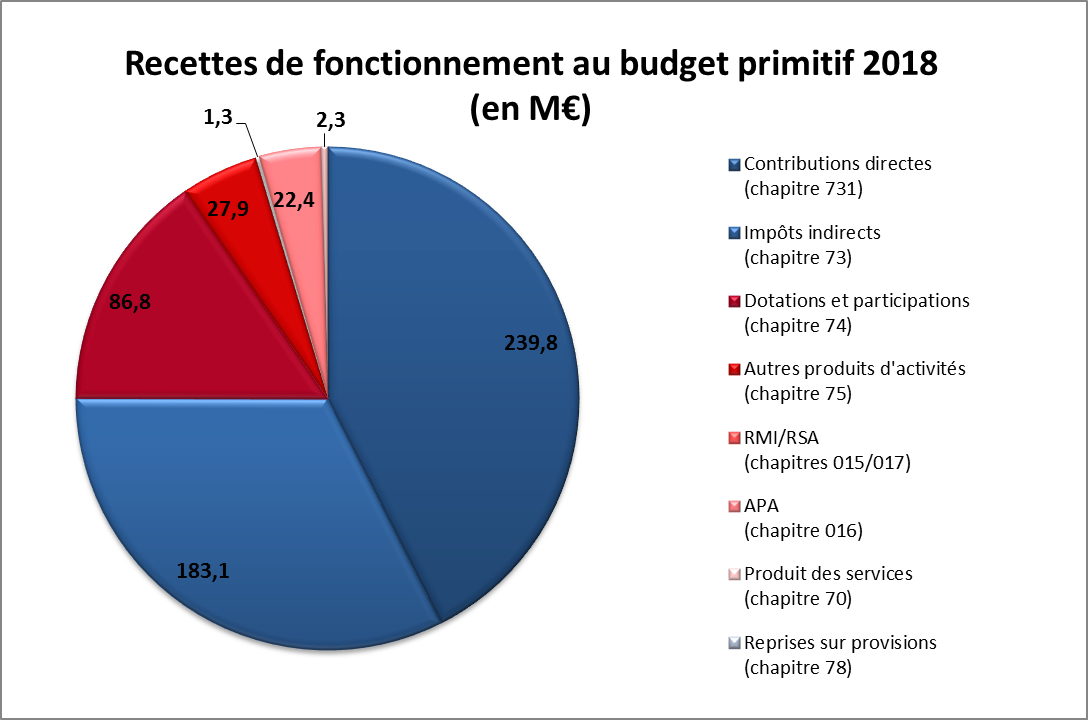 Recettes de fonctionnement au budget primitif 2018
(en M€)
1,3
2,3
27,9
22,4
86,8
239,8
183,1
Contributions directes
(chapitre 731)
Impôts indirects
(chapitre 73)
Dotations et participations
(chapitre 74)
Autres produits d'activités
(chapitre 75)
RMI/RSA
(chapitres 015/017)
APA
(chapitre 016)
Produit des services
(chapitre 70)
Reprises sur provisions
(chapitre 78)